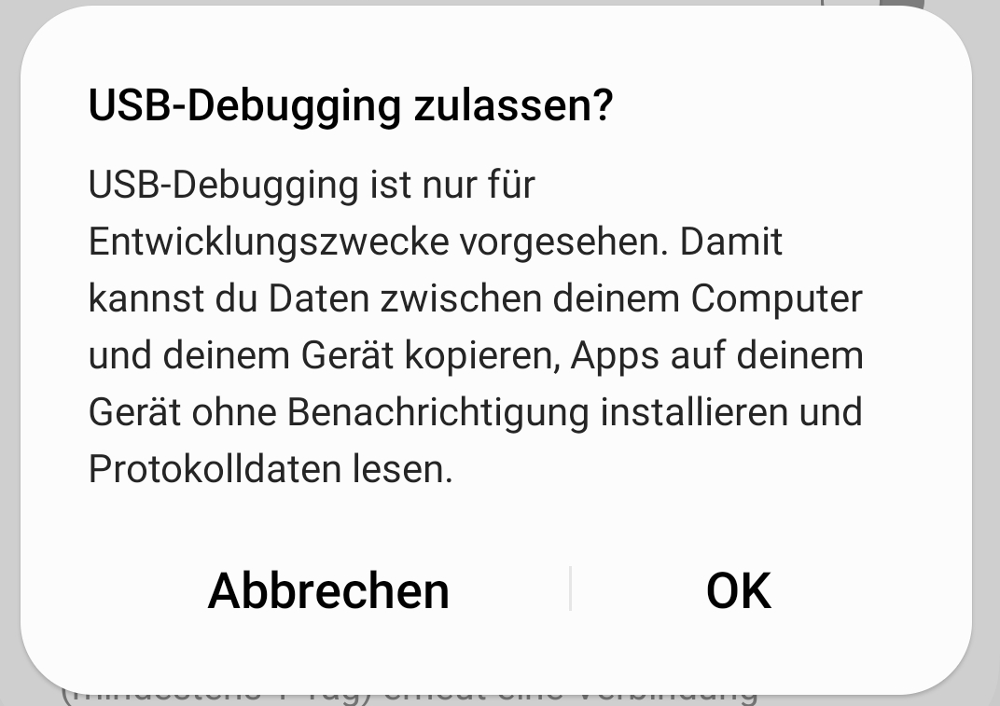 USB-Debugging zulassen?
USB-Debugging ist nur für
Entwicklungszwecke vorgesehen. Damit
kannst du Daten zwischen deinem Computer
und deinem Gerät kopieren, Apps auf deinem
Gerät ohne Benachrichtigung installieren und
Protokolldaten lesen.
Abbrechen
OK
(mindestens 1 Tag) erneut eine Verbindung